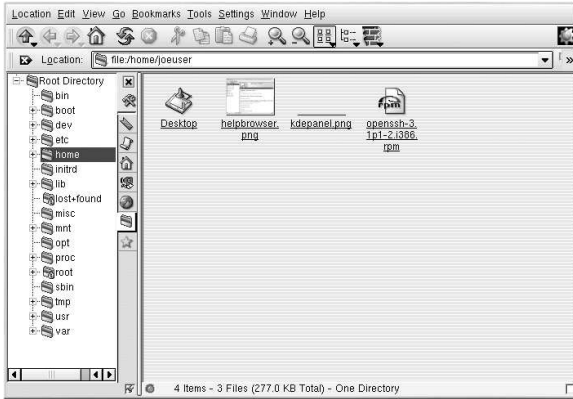 Location Edit View Go Bookmarks Tools Settings Window Help
Location: file:/home/joeuser
Root Directory
bin
boot
dev
etc
home
initrd
lib
lost+found
misc
mnt
opt
proc
root
sbin
tmp
usr
var
Desktop
helpbrowser.
png
kdepanel.png
openssh-3.
1p1-2.i386.
rpm
rpm
4 Items - 3 Files (277.0 KB Total) - One Directory